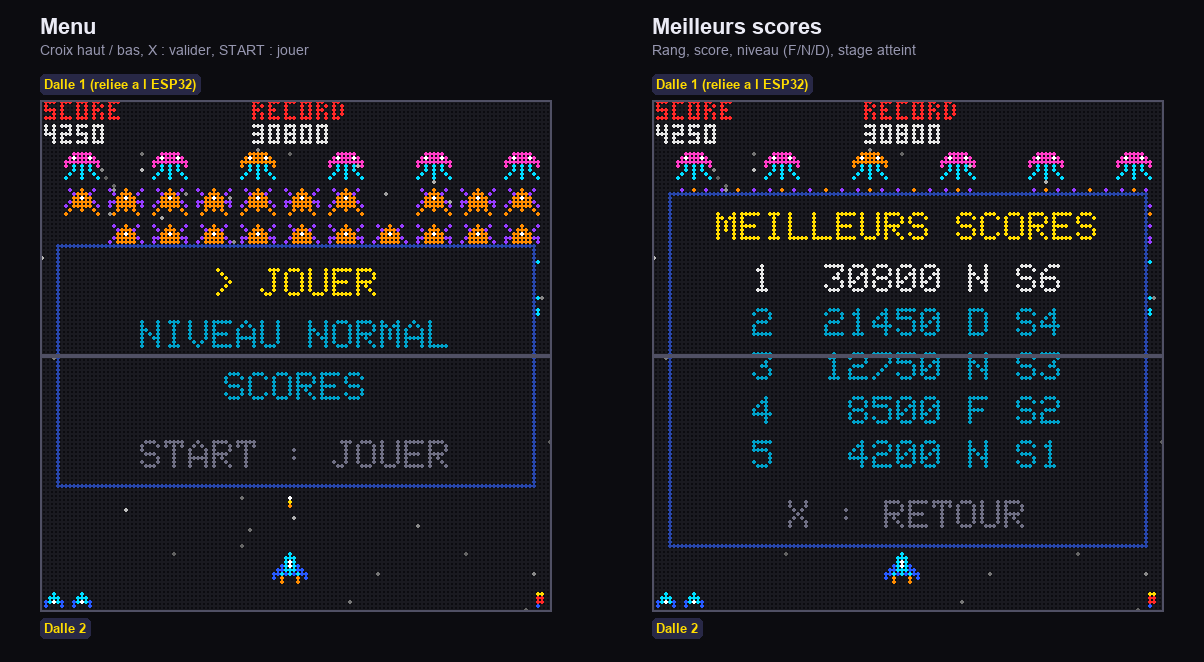 Menu
Croix haut / bas, X : valider, START : jouer
Dalle 1 (reliee a l ESP32)
SCORE RECORD
4250 30800
> JOUER
NIVEAU NORMAL
SCORES
START : JOUER
Dalle 2
Meilleurs scores
Rang, score, niveau (F/N/D), stage atteint
Dalle 1 (reliee a l ESP32)
SCORE RECORD
4250 30800
MEILLEURS SCORES
1 30800 N S6
2 21450 D S4
3 12750 N S3
4 8500 F S2
5 4200 N S1
X : RETOUR
Dalle 2